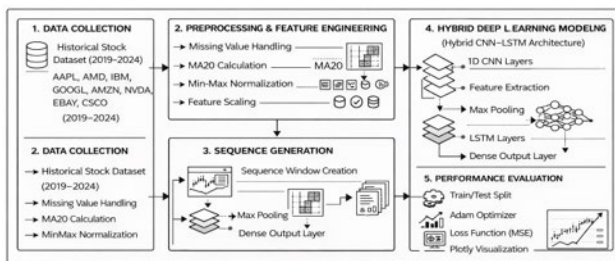 1. DATA COLLECTION
Historical Stock
Dataset (2019–2024)
AAPL, AMD, IBM,
GOOGL, AMZN, NVDA,
EBAY, CSCO
(2019–2024)
2. DATA COLLECTION
Historical Stock Dataset
(2019–2024)
Missing Value Handling
MA20 Calculation
MinMax Normalization
2. PREPROCESSING & FEATURE ENGINEERING
Missing Value Handling
MA20 Calculation
MA20
Min-Max Normalization
Feature Scaling
3. SEQUENCE GENERATION
Sequence Window Creation
Max Pooling
Dense Output Layer
4. HYBRID DEEP LEARNING MODELNG
(Hybrid CNN–LSTM Architecture)
1D CNN Layers
Feature Extraction
Max Pooling
LSTM Layers
Dense Output Layer
5. PERFORMANCE EVALUATION
Train/Test Split
Adam Optimizer
Loss Function (MSE)
Plotly Visualization